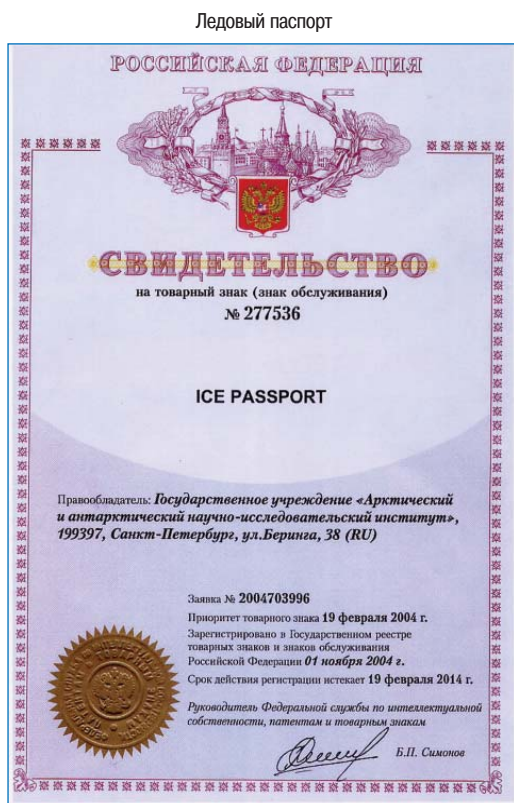 Ледовый паспорт
РОССИЙСКАЯ ФЕДЕРАЦИЯ
СВИДЕТЕЛЬСТВО
на товарный знак (знак обслуживания)
№ 277536
ICE PASSPORT
Правообладатель: Государственное учреждение «Арктический
и антарктический научно-исследовательский институт»,
199397, Санкт-Петербург, ул.Беринга, 38 (RU)
Заявка № 2004703996
Приоритет товарного знака 19 февраля 2004 г.
Зарегистрировано в Государственном реестре
товарных знаков и знаков обслуживания
Российской Федерации 01 ноября 2004 г.
Срок действия регистрации истекает 19 февраля 2014 г.
Руководитель Федеральной службы по интеллектуальной
собственности, патентам и товарным знакам
Б.П. Симонов